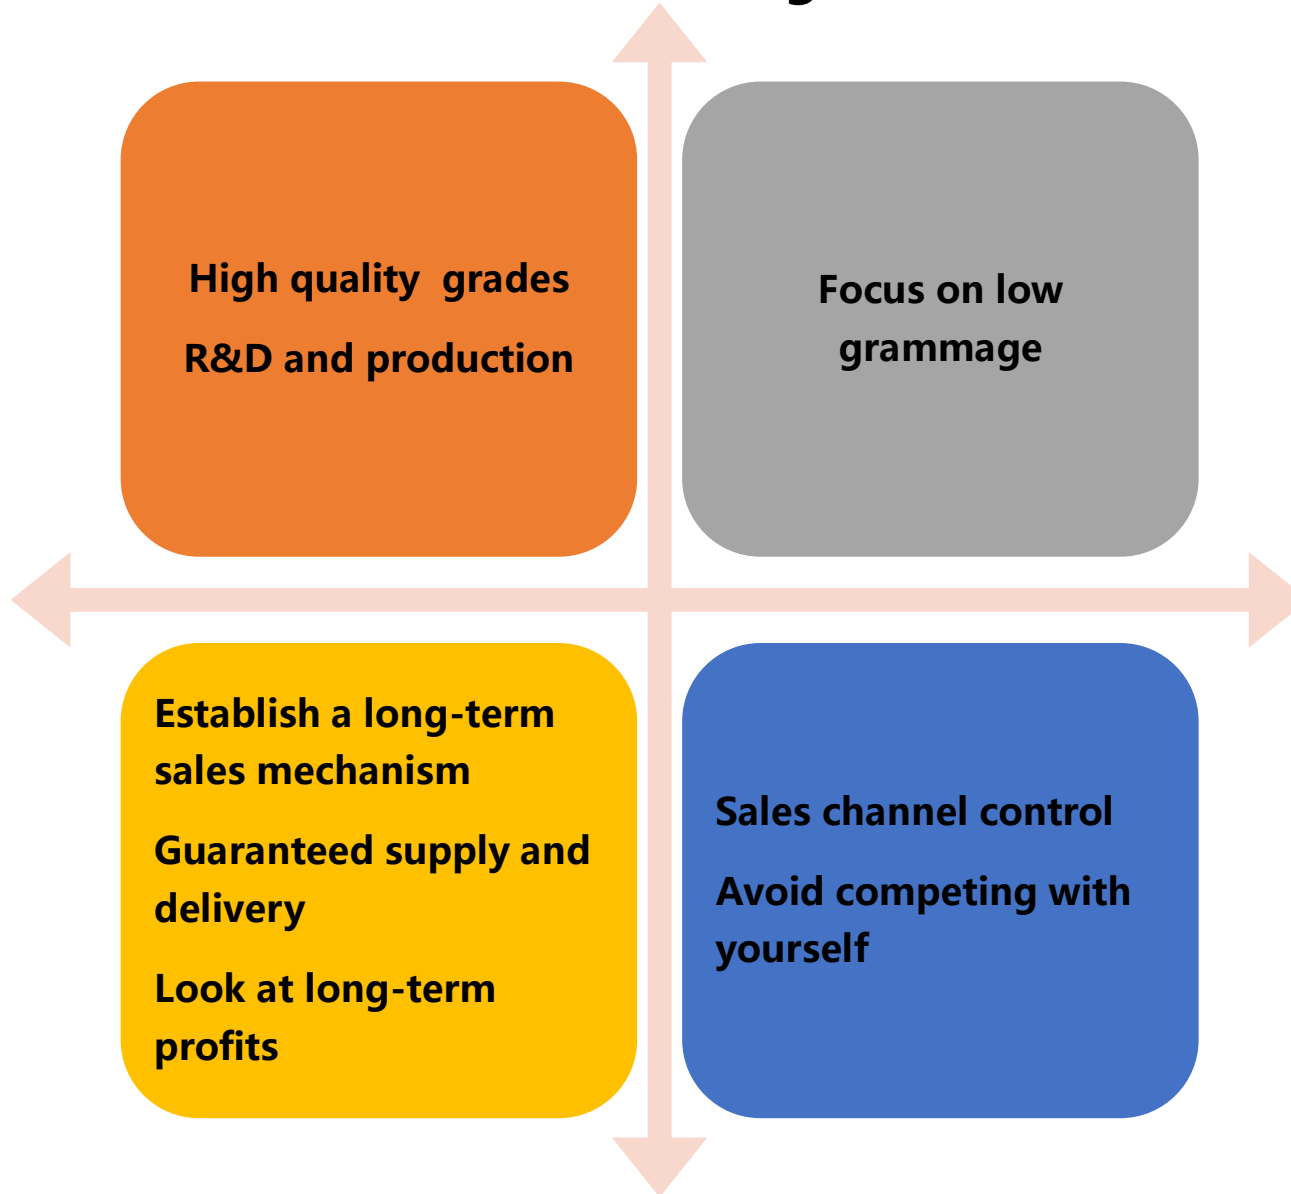 High quality  grades
R&D and production
Focus on low
grammage
Establish a long-term
sales mechanism
Guaranteed supply and
delivery
Look at long-term
profits
Sales channel control
Avoid competing with
yourself